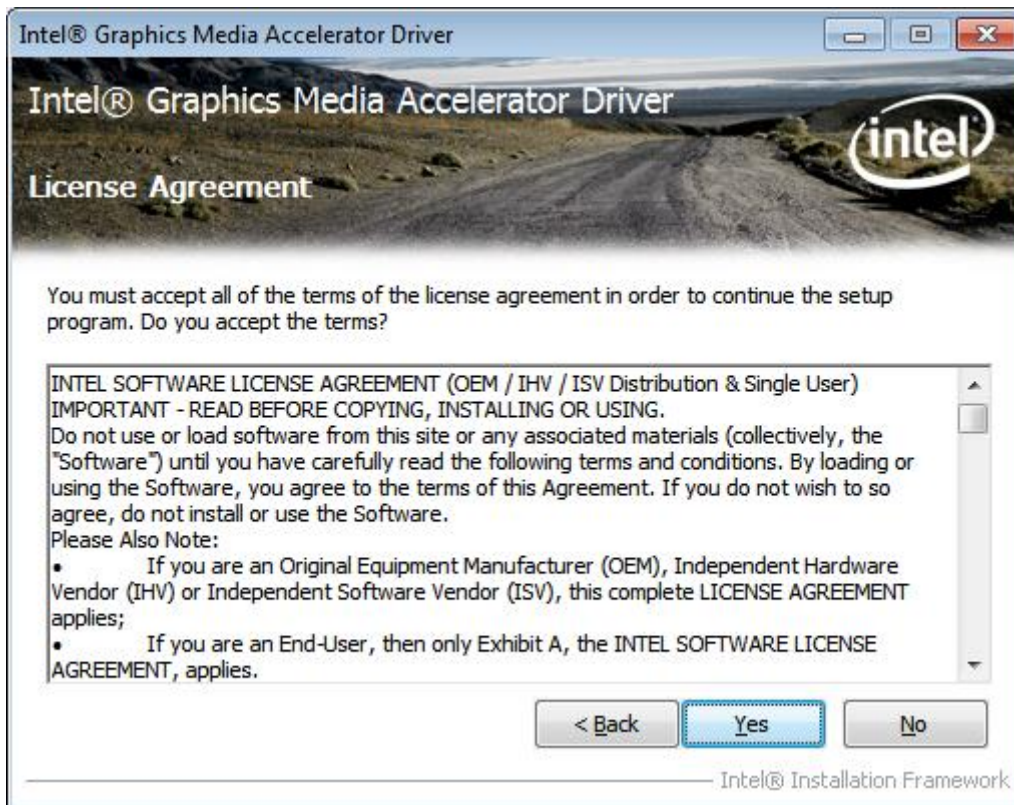 Intel® Graphics Media Accelerator Driver
Intel® Graphics Media Accelerator Driver
intel
License Agreement
You must accept all of the terms of the license agreement in order to continue the setup
program. Do you accept the terms?
INTEL SOFTWARE LICENSE AGREEMENT (OEM / IHV / ISV Distribution & Single User)
IMPORTANT - READ BEFORE COPYING, INSTALLING OR USING.
Do not use or load software from this site or any associated materials (collectively, the
"Software") until you have carefully read the following terms and conditions. By loading or
using the Software, you agree to the terms of this Agreement. If you do not wish to so
agree, do not install or use the Software.
Please Also Note:
• If you are an Original Equipment Manufacturer (OEM), Independent Hardware
Vendor (IHV) or Independent Software Vendor (ISV), this complete LICENSE AGREEMENT
applies;
• If you are an End-User, then only Exhibit A, the INTEL SOFTWARE LICENSE
AGREEMENT, applies.
< Back Yes No
Intel® Installation Framework